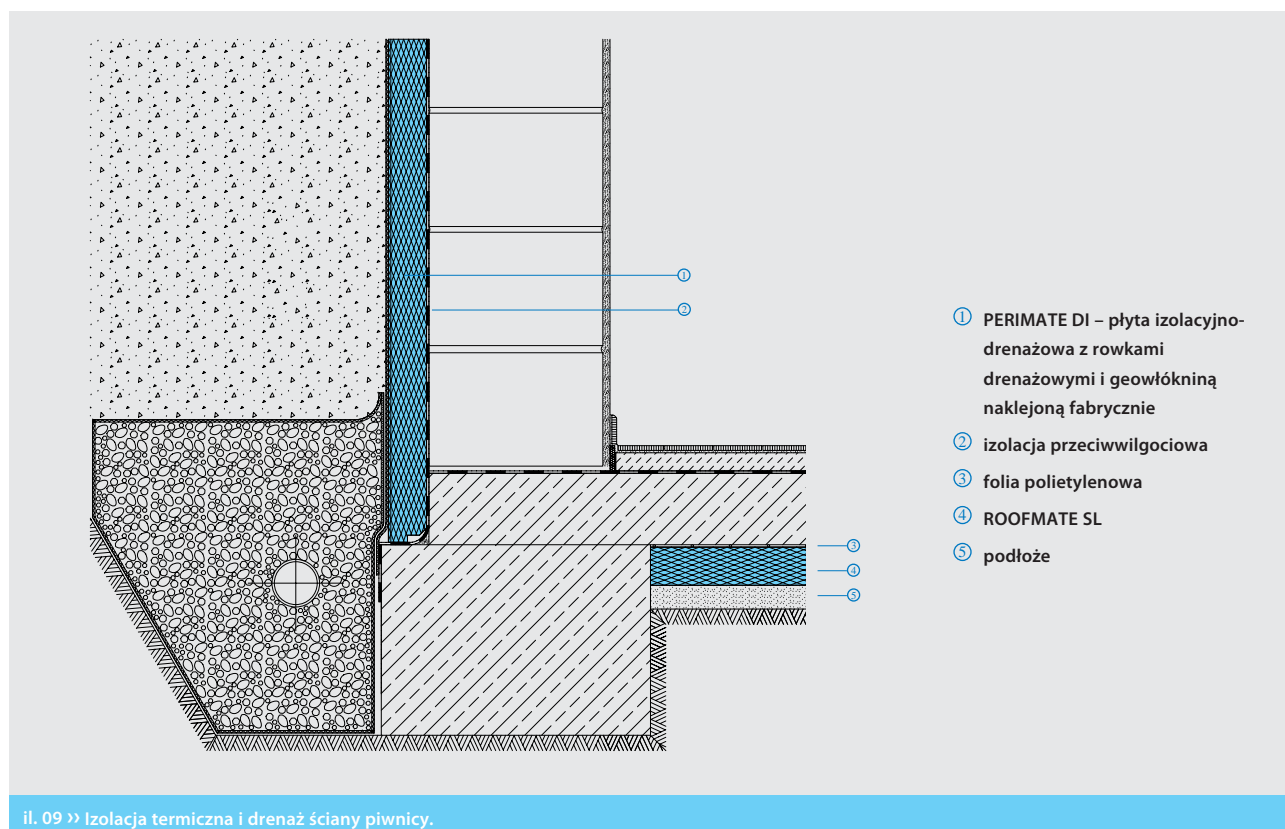 ①
②
③
④
⑤
① PERIMATE DI – płyta izolacyjno-
drenażowa z rowkami
drenażowymi i geowłókniną
naklejoną fabrycznie
② izolacja przeciwwilgociowa
③ folia polietylenowa
④ ROOFMATE SL
⑤ podłoże
il. 09 ›› Izolacja termiczna i drenaż ściany piwnicy.